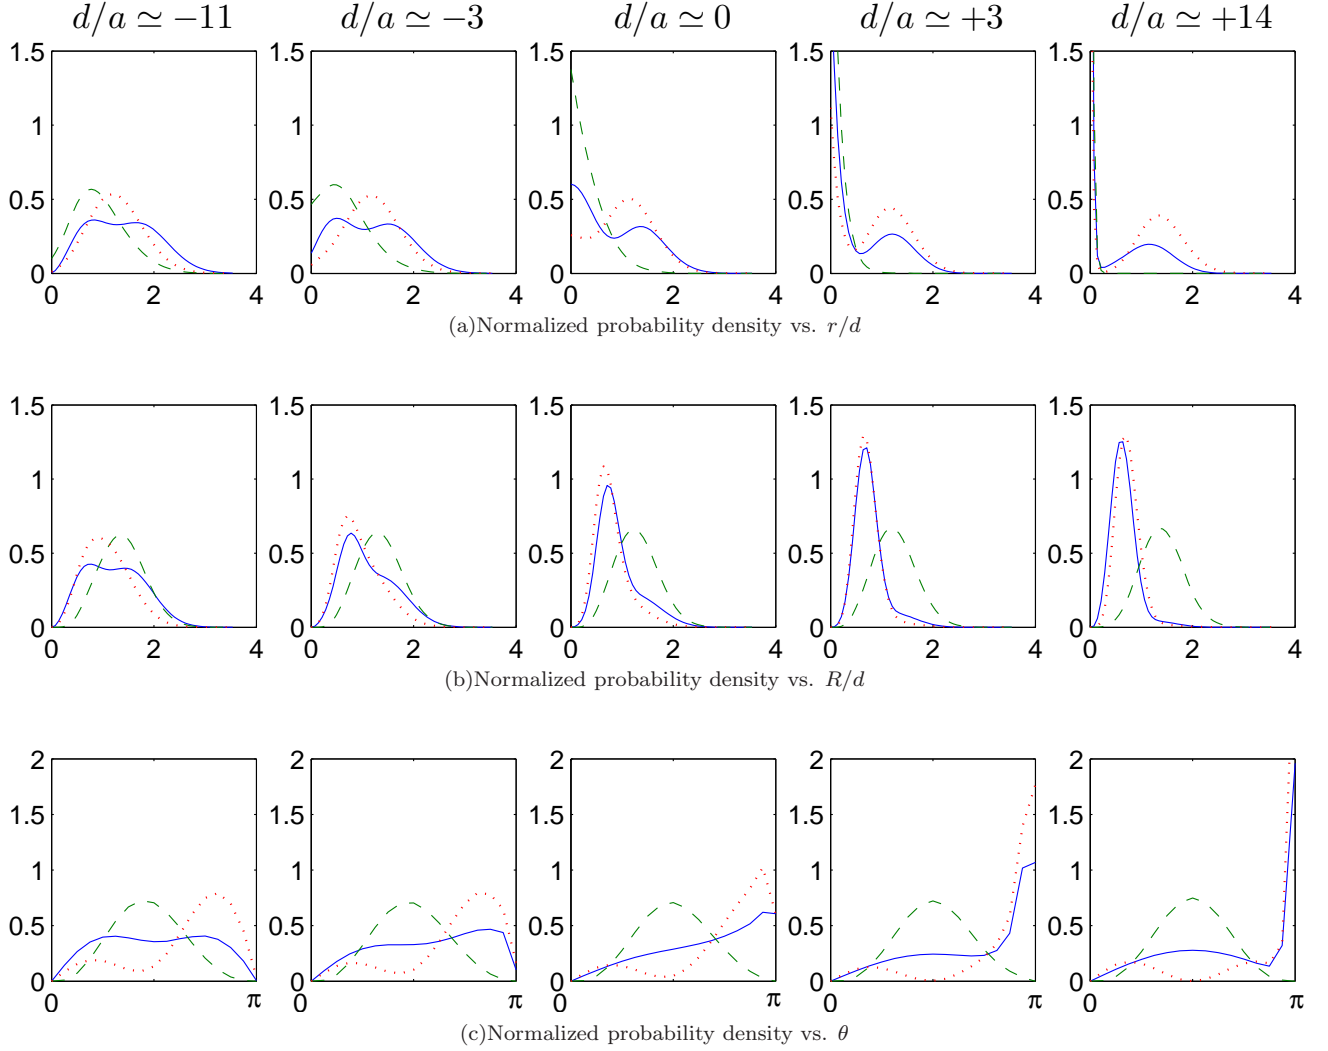 d/a ≃ −11 d/a ≃ −3 d/a ≃ 0 d/a ≃ +3 d/a ≃ +14
1.5 1.5 1.5 1.5 1.5
1 1 1 1 1
0.5 0.5 0.5 0.5 0.5
0 0 0 0 0
0 2 4 0 2 4 0 2 4 0 2 4 0 2 4
(a)Normalized probability density vs. r/d
1.5 1.5 1.5 1.5 1.5
1 1 1 1 1
0.5 0.5 0.5 0.5 0.5
0 0 0 0 0
0 2 4 0 2 4 0 2 4 0 2 4 0 2 4
(b)Normalized probability density vs. R/d
2 2 2 2 2
1.5 1.5 1.5 1.5 1.5
1 1 1 1 1
0.5 0.5 0.5 0.5 0.5
0 0 0 0 0
0 π 0 π 0 π 0 π 0 π
(c)Normalized probability density vs. θ